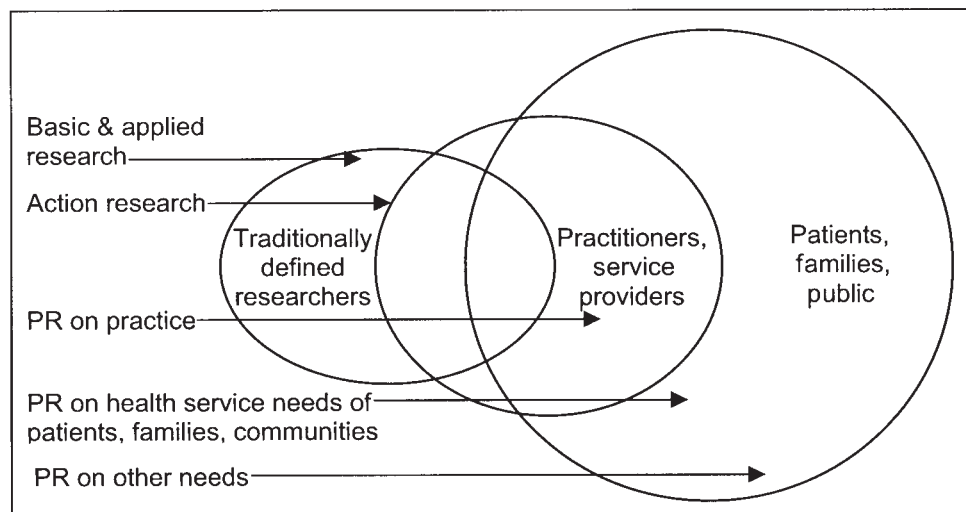 Basic & applied
research
Action research
Traditionally
defined
researchers
Practitioners,
service
providers
Patients,
families,
public
PR on practice
PR on health service needs of
patients, families, communities
PR on other needs